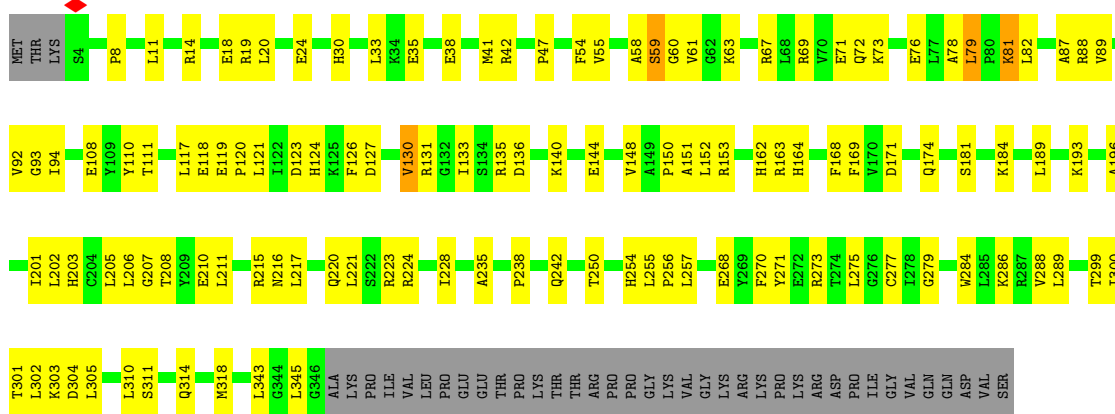 MET THR LYS S4 P8 L11 R14 E18 R19 L20 E24 H30 L33 K34 E35 E38 M41 R42 P47 F54 V55 A58 S59 G60 V61 G62 K63 R67 L68 R69 V70 E71 Q72 K73 E76 L77 A78 L79 P80 K81 L82 A87 R88 V89
V92 G93 I94 E108 Y109 Y110 T111 L117 E118 E119 P120 L121 I122 D123 H124 K125 F126 D127 V130 R131 G132 I133 S134 R135 D136 K140 E144 V148 A149 P150 A151 L152 R153 H162 R163 H164 F168 F169 V170 D171 Q174 S181 K184 L189 K193 A196
I201 L202 H203 C204 L205 L206 G207 T208 Y209 E210 L211 R215 N216 L217 Q220 L221 S222 R223 R224 I228 A235 P238 Q242 T250 H254 L255 P256 L257 E268 Y269 F270 Y271 E272 R273 T274 L275 G276 C277 I278 G279 W284 L285 K286 R287 V288 L289 T299
T301 L302 K303 D304 L305 L310 S311 Q314 M318 L343 G344 L345 G346 ALA LYS PRO ILE VAL LEU PRO GLU GLU THR PRO LYS THR THR ARG PRO PRO GLY LYS VAL GLY LYS ARG LYS PRO LYS ARG ASP PRO ILE GLY VAL GLN GLN ASP VAL SER